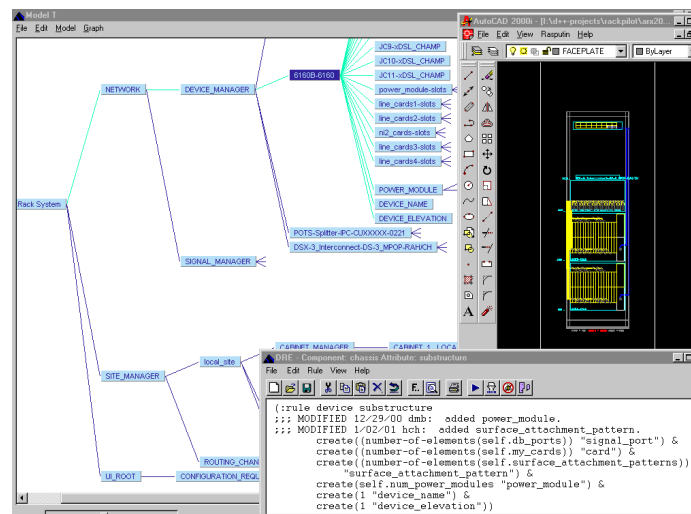 Model T
File Edit Model Graph
JC9-xDSL_CHAMP
JC10-xDSL_CHAMP
6160B-6160
JC11-xDSL_CHAMP
NETWORK
DEVICE_MANAGER
power_module-slots
line_cards1-slots
line_cards2-slots
ni2_cards-slots
line_cards3-slots
line_cards4-slots
POWER_MODULE
Rack System
DEVICE_NAME
DEVICE_ELEVATION
POTS-Splitter-IPC-CUXXXXX-0221
DSX-3_Interconnect-DS-3_MPOP-RAH/CH
SIGNAL_MANAGER
CABINET_MANAGER
CABINET_1_LOCA
local_site
SITE_MANAGER
ROUTING_CHAN
UI_ROOT
CONFIGURATION_REQU
AutoCAD 2000i - [I:\d++-projects\rackpilot\arx20...
File Edit View Rasputin
FACEPLATE
ByLayer
A
DRE - Component: chassis Attribute: substructure
File Edit Rule View Help
F..
(:rule device substructure
;;; MODIFIED 12/29/00 dmb: added power_module.
;;; MODIFIED 1/02/01 hch: added surface_attachment_pattern.
create((number-of-elements(self.db_ports)) "signal_port") &
create((number-of-elements(self.my_cards)) "card") &
create((number-of-elements(self.surface_attachment_patterns))
"surface_attachment_pattern") &
create(self.num_power_modules "power_module") &
create(1 "device_name") &
create(1 "device_elevation"))